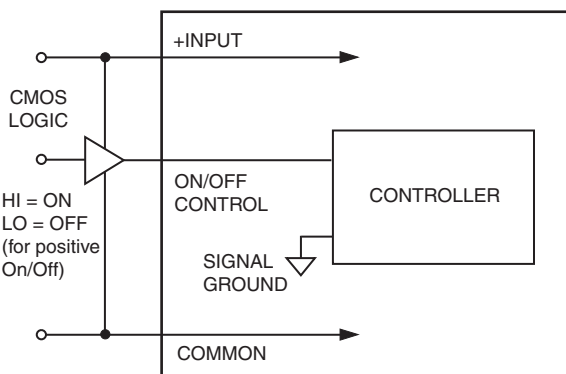 +INPUT
CMOS
LOGIC
HI = ON
LO = OFF
(for positive
On/Off)
ON/OFF
CONTROL
CONTROLLER
SIGNAL
GROUND
COMMON